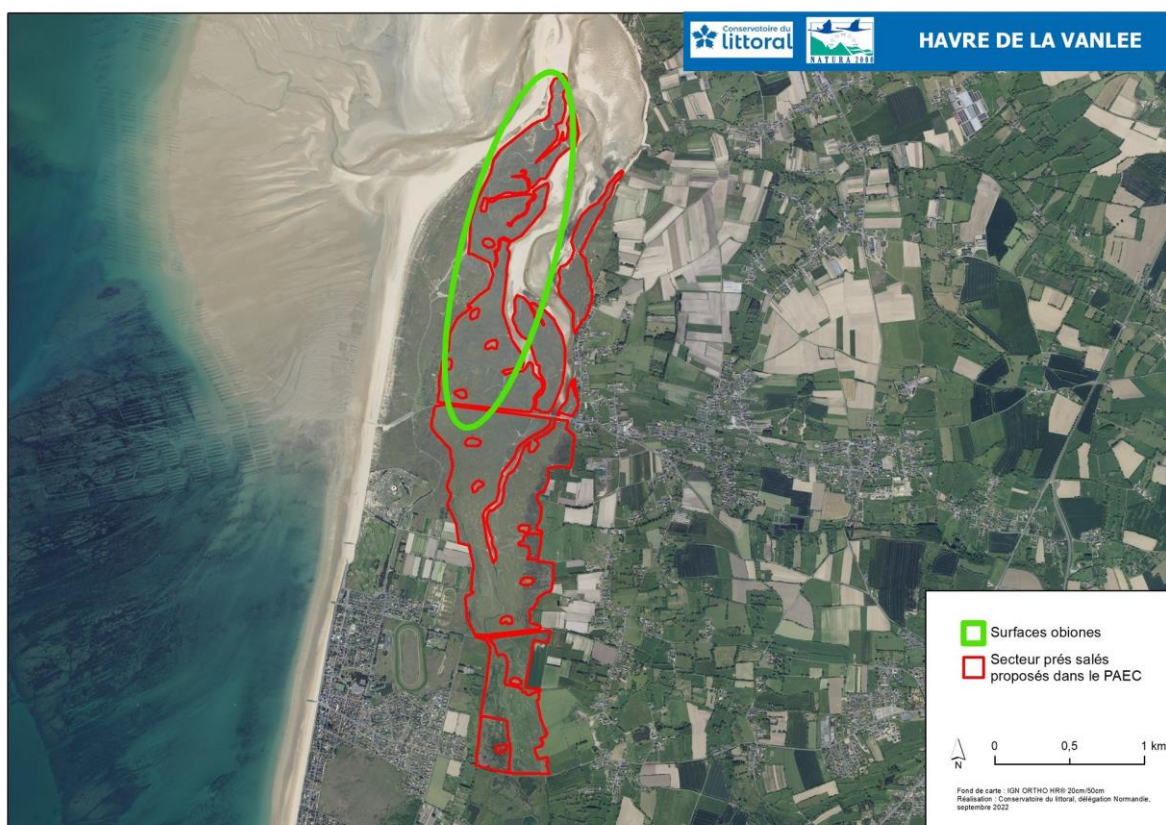 Conservatoire du
littoral
NATURA 2000
HAVRE DE LA VANLEE
Surfaces obiones
Secteur prés salés
proposés dans le PAEC
N
0 0,5 1 km
Fond de carte : IGN ORTHO HR® 20cm/50cm
Réalisation : Conservatoire du littoral, délégation Normandie,
septembre 2022